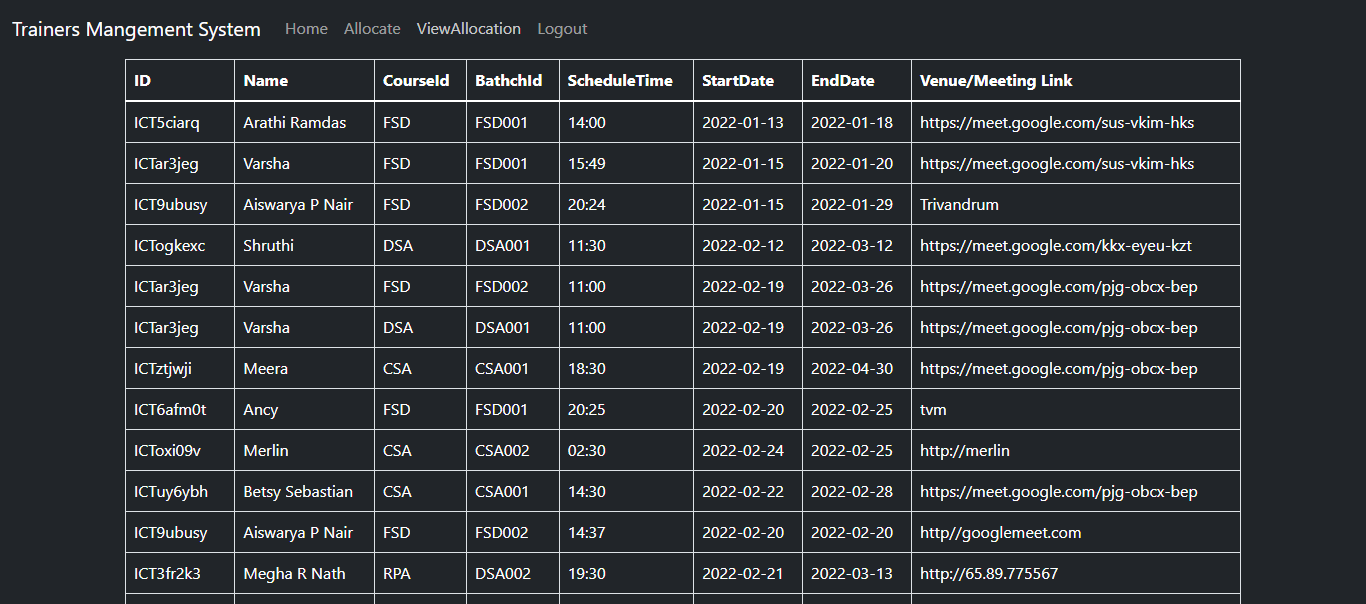 Trainers Mangement System Home Allocate ViewAllocation Logout
ID Name CourseId BathchId ScheduleTime StartDate EndDate Venue/Meeting Link
ICT5ciarq Arathi Ramdas FSD FSD001 14:00 2022-01-13 2022-01-18 https://meet.google.com/sus-vkim-hks
ICTar3jeg Varsha FSD FSD001 15:49 2022-01-15 2022-01-20 https://meet.google.com/sus-vkim-hks
ICT9ubusy Aiswarya P Nair FSD FSD002 20:24 2022-01-15 2022-01-29 Trivandrum
ICTogkexc Shruthi DSA DSA001 11:30 2022-02-12 2022-03-12 https://meet.google.com/kkx-eyeu-kzt
ICTar3jeg Varsha FSD FSD002 11:00 2022-02-19 2022-03-26 https://meet.google.com/pjg-obcx-bep
ICTar3jeg Varsha DSA DSA001 11:00 2022-02-19 2022-03-26 https://meet.google.com/pjg-obcx-bep
ICTztjwji Meera CSA CSA001 18:30 2022-02-19 2022-04-30 https://meet.google.com/pjg-obcx-bep
ICT6afm0t Ancy FSD FSD001 20:25 2022-02-20 2022-02-25 tvm
ICToxi09v Merlin CSA CSA002 02:30 2022-02-24 2022-02-25 http://merlin
ICTuy6ybh Betsy Sebastian CSA CSA001 14:30 2022-02-22 2022-02-28 https://meet.google.com/pjg-obcx-bep
ICT9ubusy Aiswarya P Nair FSD FSD002 14:37 2022-02-20 2022-02-20 http//googlemeet.com
ICT3fr2k3 Megha R Nath RPA DSA002 19:30 2022-02-21 2022-03-13 http://65.89.775567